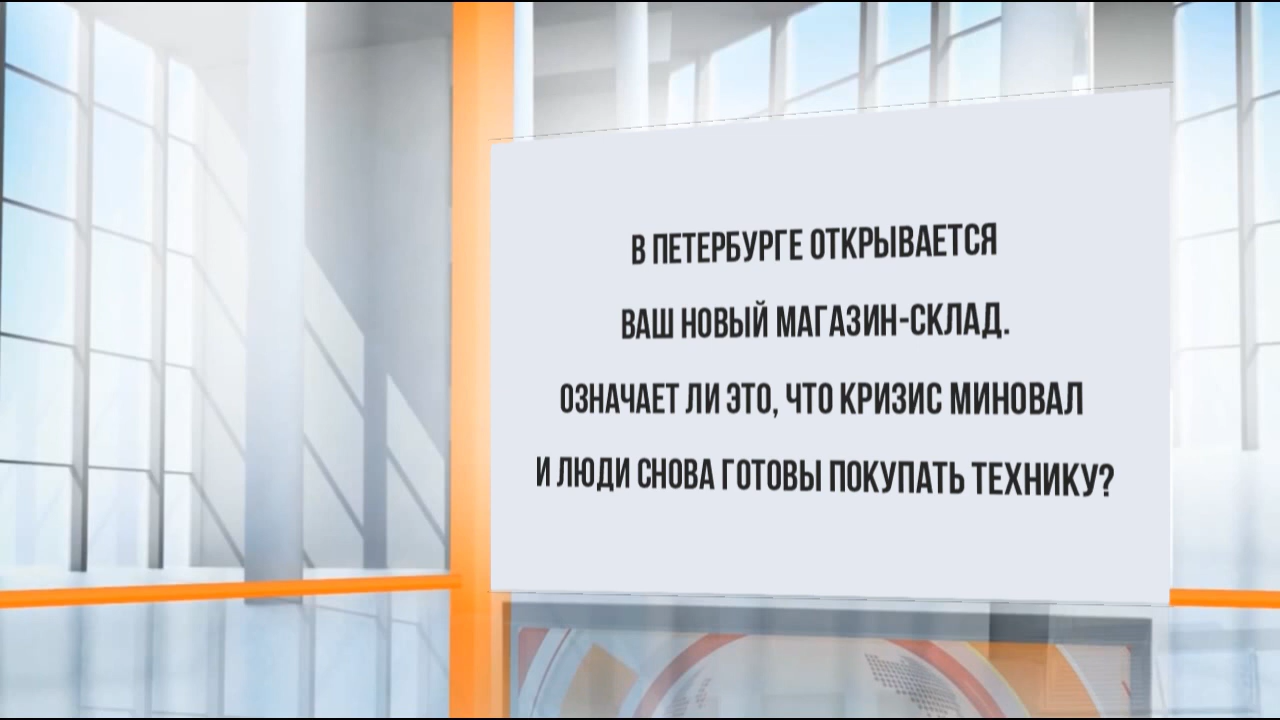 В ПЕТЕРБУРГЕ ОТКРЫВАЕТСЯ
ВАШ НОВЫЙ МАГАЗИН-СКЛАД.
ОЗНАЧАЕТ ЛИ ЭТО, ЧТО КРИЗИС МИНОВАЛ
И ЛЮДИ СНОВА ГОТОВЫ ПОКУПАТЬ ТЕХНИКУ?